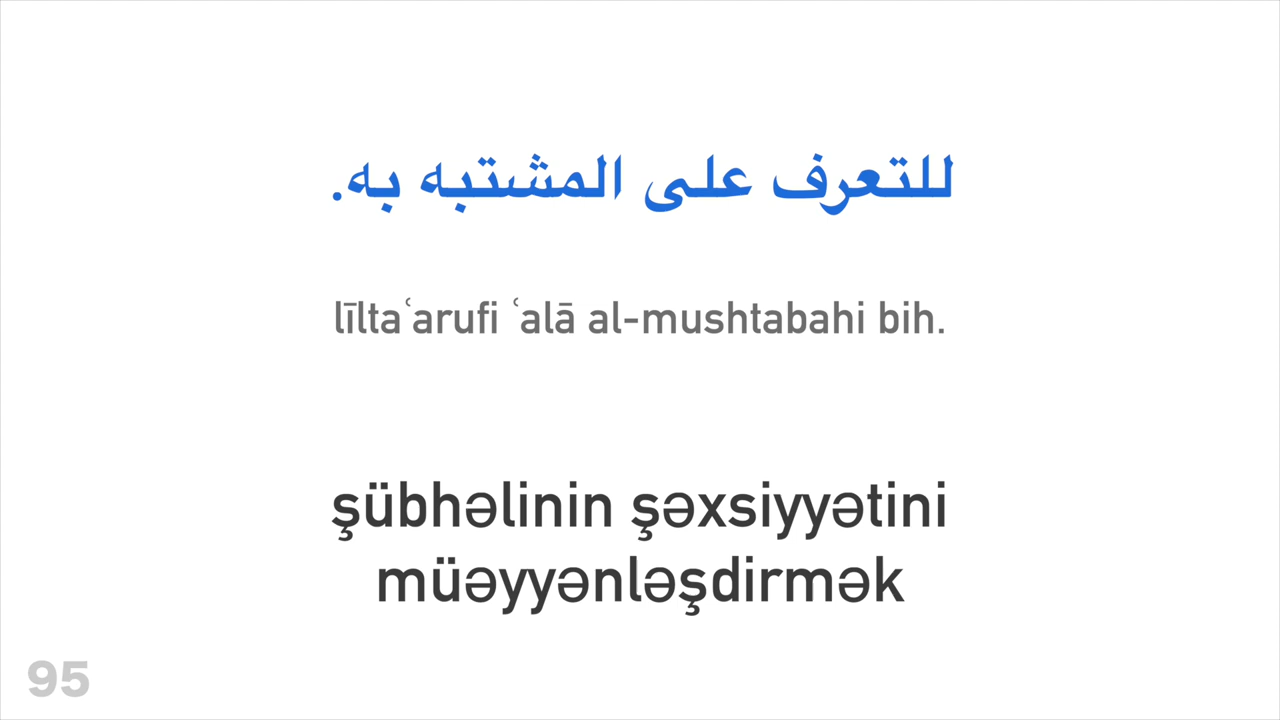 للتعرف على المشتبه به.
līltaʿarufi ʿalā al-mushtabahi bih.
şübhəlinin şəxsiyyətini
müəyyənləşdirmək
95